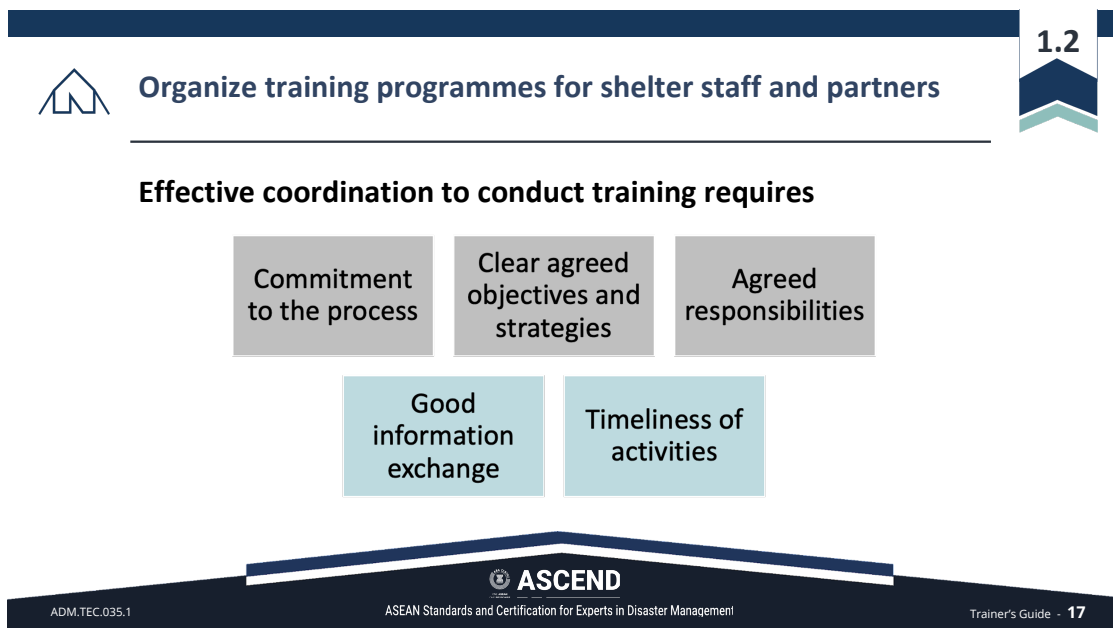 1.2
Organize training programmes for shelter staff and partners
Effective coordination to conduct training requires
Commitment
to the process
Clear agreed
objectives and
strategies
Agreed
responsibilities
Good
information
exchange
Timeliness of
activities
ASCEND
ADM.TEC.035.1
ASEAN Standards and Certification for Experts in Disaster Management
Trainer's Guide - 17